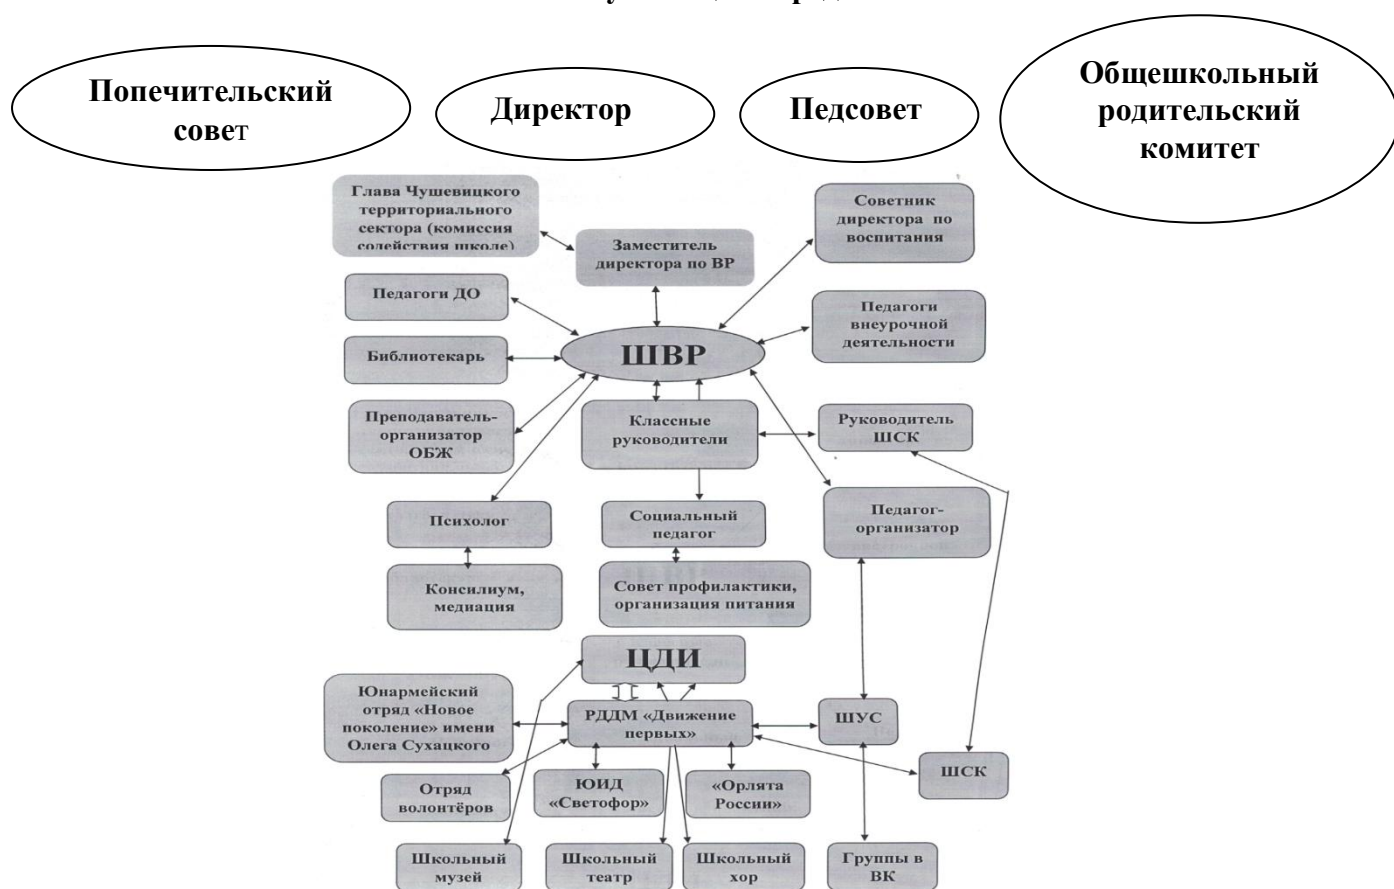 Попечительский
совет
Директор
Педсовет
Общешкольный
родительский
комитет
Глава Чушевицкого
территориального
сектора (комиссия
содействия школе)
Заместитель
директора по ВР
Советник
директора по
воспитания
Педагоги ДО
Педагоги
внеурочной
деятельности
ШВР
Библиотекарь
Преподаватель-
организатор
ОБЖ
Классные
руководители
Руководитель
ШСК
Психолог
Социальный
педагог
Педагог-
организатор
Консилиум,
медиация
Совет профилактики,
организация питания
ЦДИ
Юнармейский
отряд «Новое
поколение» имени
Олега Сухацкого
РДДМ «Движение
первых»
ШУС
ШСК
Отряд
волонтёров
ЮИД
«Светофор»
«Орлята
России»
Школьный
музей
Школьный
театр
Школьный
хор
Группы в
ВК